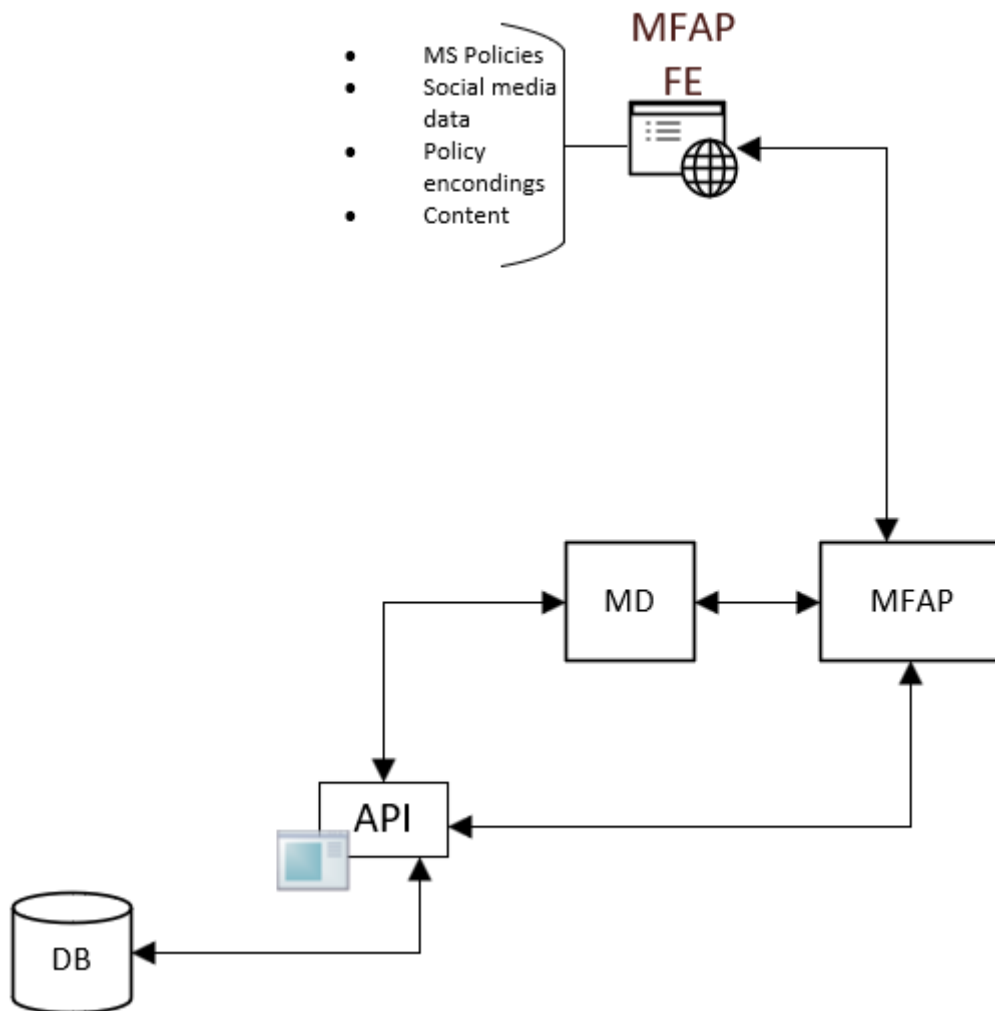 MFAP
FE
● MS Policies
● Social media
data
● Policy
encondings
● Content
MD
MFAP
API
DB